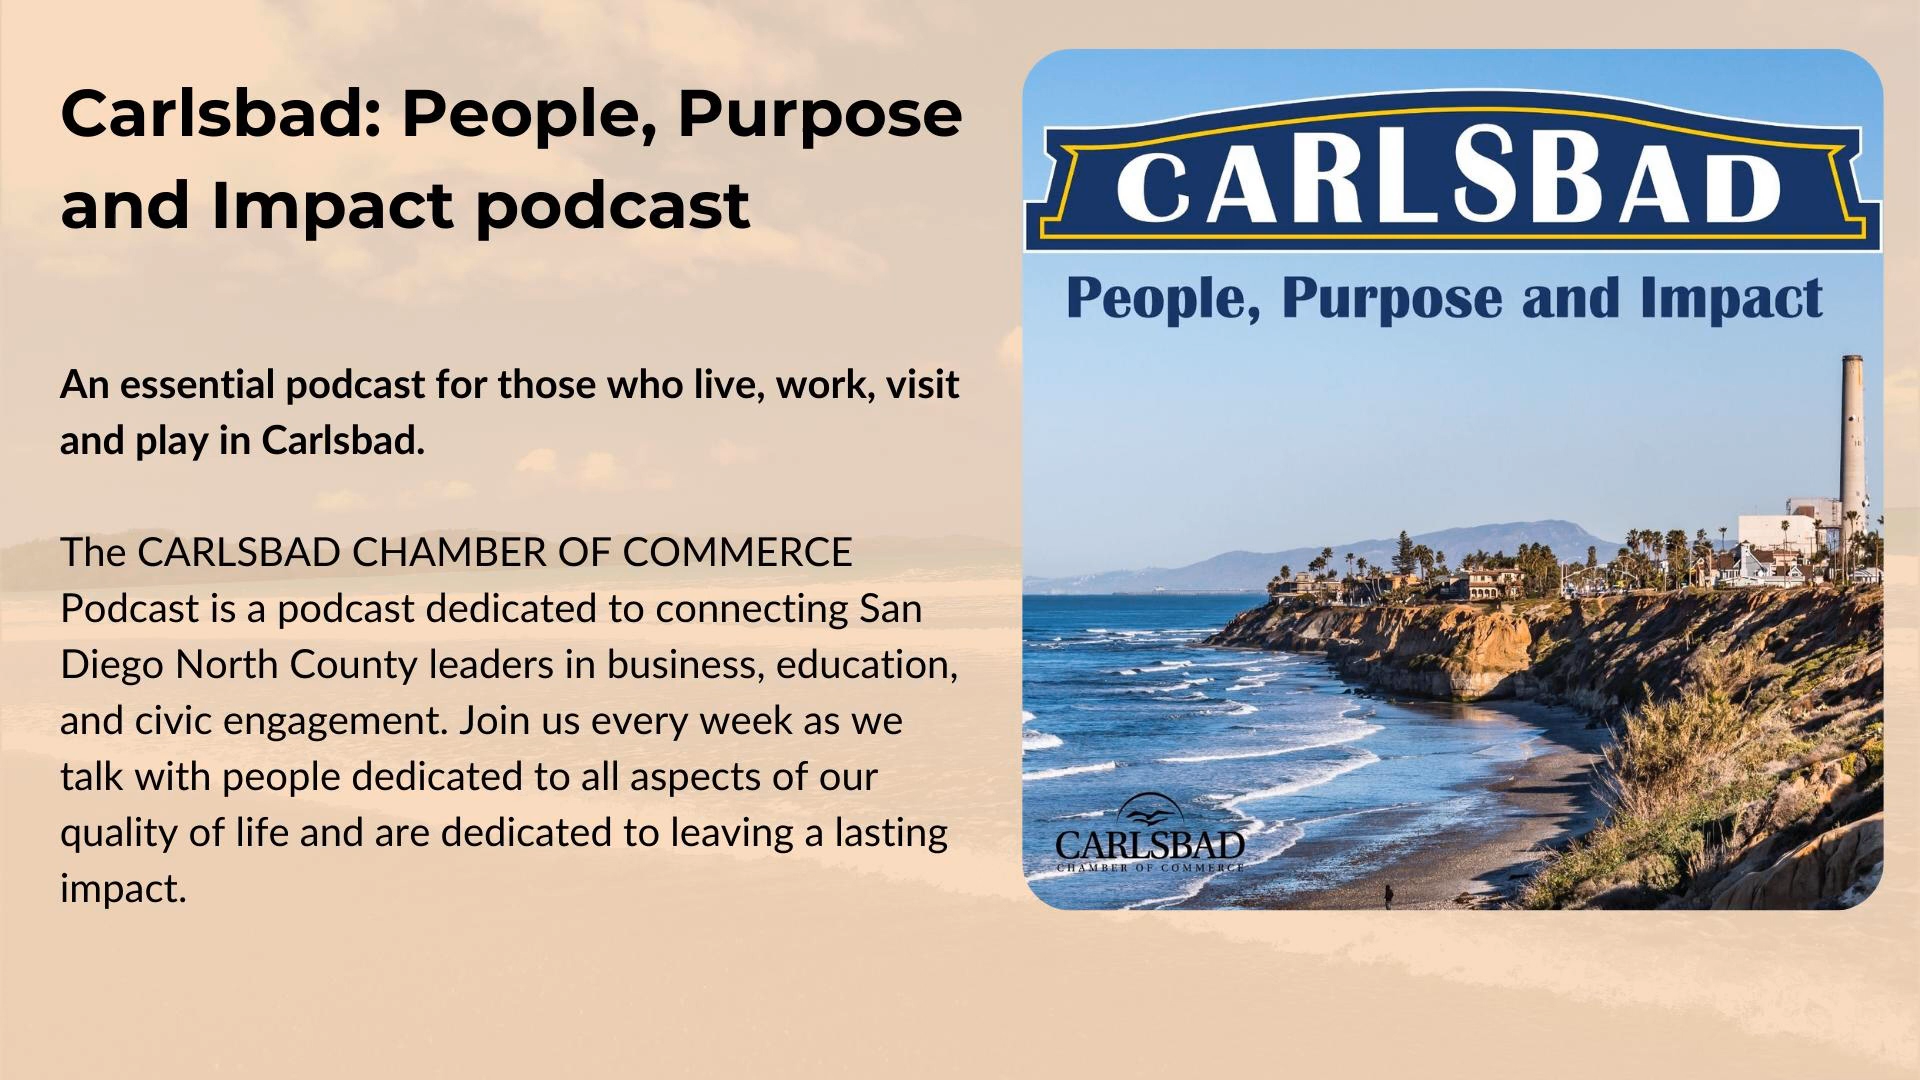 Carlsbad: People, Purpose
and Impact podcast
An essential podcast for those who live, work, visit
and play in Carlsbad.
The CARLSBAD CHAMBER OF COMMERCE
Podcast is a podcast dedicated to connecting San
Diego North County leaders in business, education,
and civic engagement. Join us every week as we
talk with people dedicated to all aspects of our
quality of life and are dedicated to leaving a lasting
impact.
CARLSBAD
People, Purpose and Impact
CARLSBAD
CHAMBER OF COMMERCE